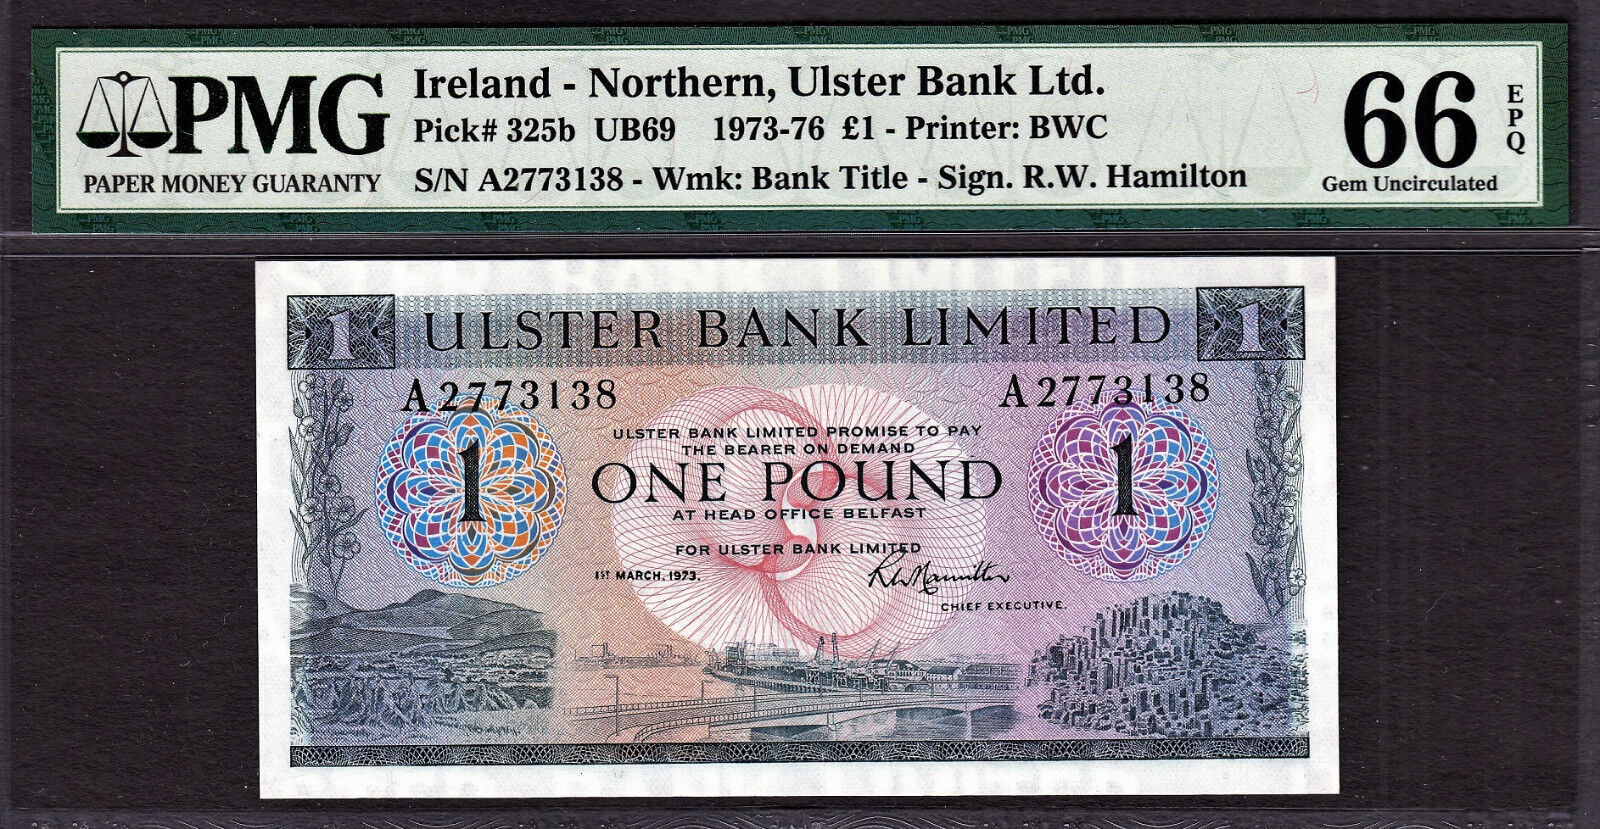 PMG
PAPER MONEY GUARANTY
Ireland - Northern, Ulster Bank Ltd.
Pick# 325b UB69 1973-76 £1 - Printer: BWC
S/N A2773138 - Wmk: Bank Title - Sign. R.W. Hamilton
66
EPQ
Gem Uncirculated
1 ULSTER BANK LIMITED 1
A2773138 A2773138
ULSTER BANK LIMITED PROMISE TO PAY
THE BEARER ON DEMAND
1 ONE POUND 1
AT HEAD OFFICE BELFAST
FOR ULSTER BANK LIMITED
1ST MARCH, 1973. RW Hamilton
CHIEF EXECUTIVE.